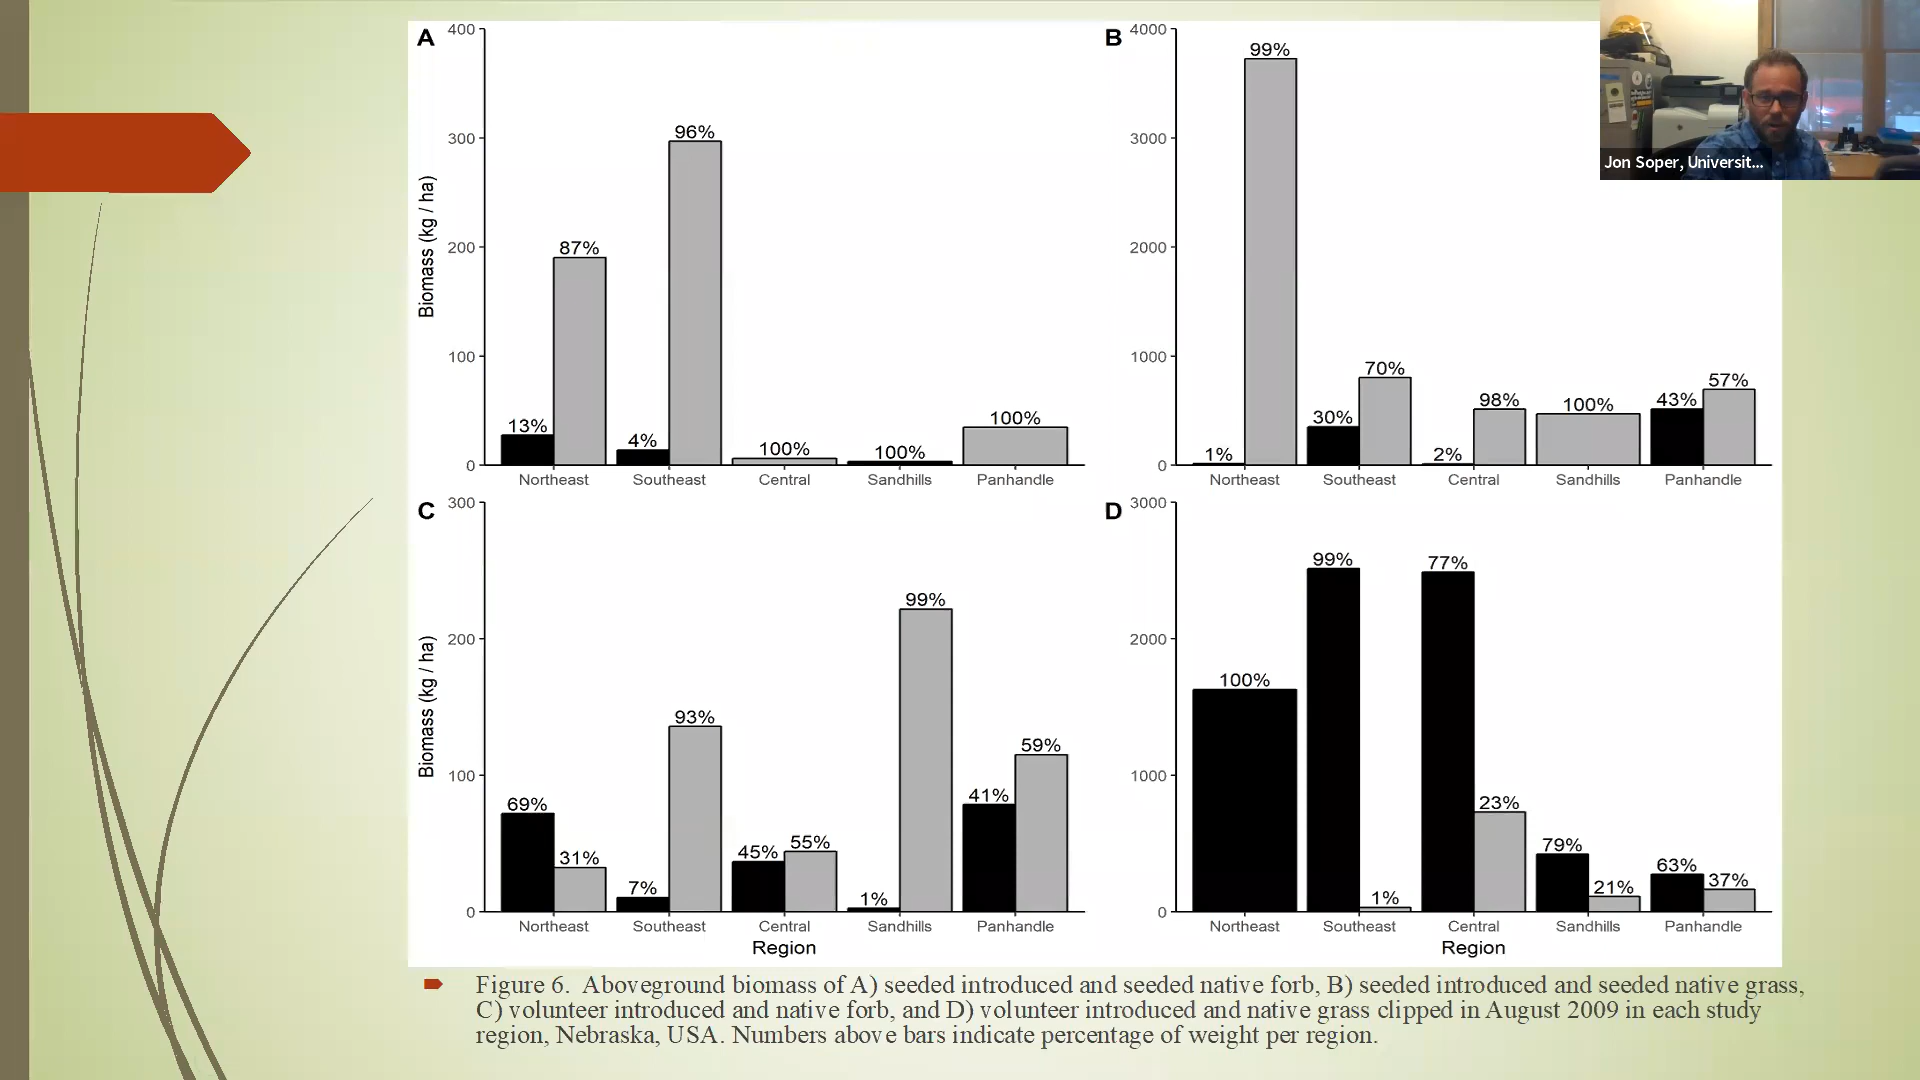 A
400
300
200
100
0
Biomass (kg / ha)
13%
87%
4%
96%
100%
100%
100%
Northeast
Southeast
Central
Sandhills
Panhandle
B
4000
3000
2000
1000
0
1%
99%
30%
70%
2%
98%
100%
43%
57%
Northeast
Southeast
Central
Sandhills
Panhandle
Jon Soper, Universit...
C
300
200
100
0
Biomass (kg / ha)
69%
31%
7%
93%
45%
55%
1%
99%
41%
59%
Northeast
Southeast
Central
Sandhills
Panhandle
Region
D
3000
2000
1000
0
100%
99%
1%
77%
23%
79%
21%
63%
37%
Northeast
Southeast
Central
Sandhills
Panhandle
Region
Figure 6. Aboveground biomass of A) seeded introduced and seeded native forb, B) seeded introduced and seeded native grass,
C) volunteer introduced and native forb, and D) volunteer introduced and native grass clipped in August 2009 in each study
region, Nebraska, USA. Numbers above bars indicate percentage of weight per region.